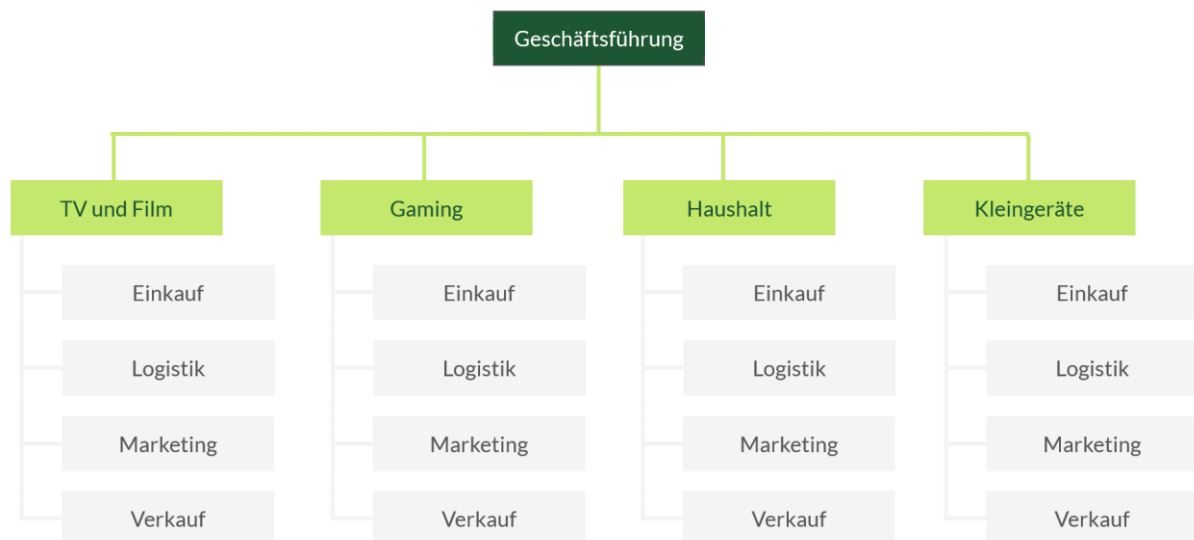 Geschäftsführung
TV und Film
Gaming
Haushalt
Kleingeräte
Einkauf
Einkauf
Einkauf
Einkauf
Logistik
Logistik
Logistik
Logistik
Marketing
Marketing
Marketing
Marketing
Verkauf
Verkauf
Verkauf
Verkauf